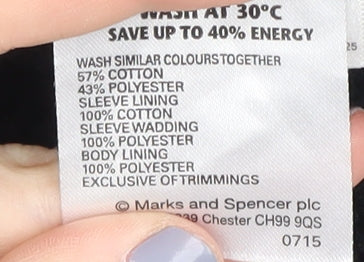 WASH AT 30°C
SAVE UP TO 40% ENERGY
25
WASH SIMILAR COLOURS TOGETHER
57% COTTON
43% POLYESTER
SLEEVE LINING
100% COTTON
SLEEVE WADDING
100% POLYESTER
BODY LINING
100% POLYESTER
EXCLUSIVE OF TRIMMINGS
© Marks and Spencer plc
39 Chester CH99 9QS
0715